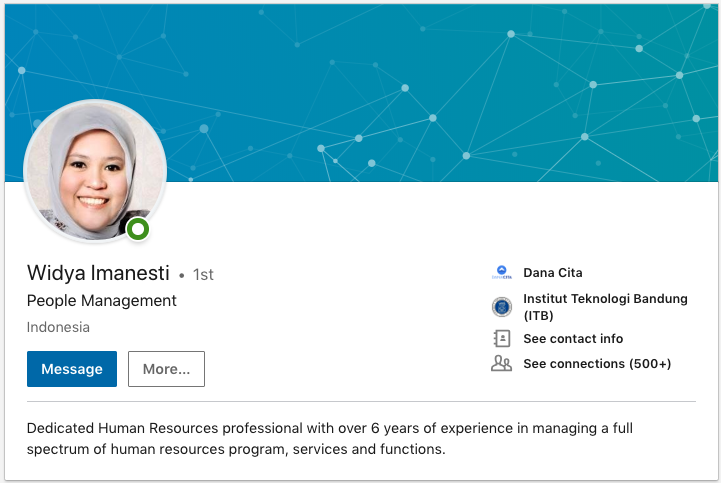 Widya Imanesti • 1st
People Management
Indonesia
Message
More...
Dana Cita
Institut Teknologi Bandung
(ITB)
See contact info
See connections (500+)
Dedicated Human Resources professional with over 6 years of experience in managing a full
spectrum of human resources program, services and functions.